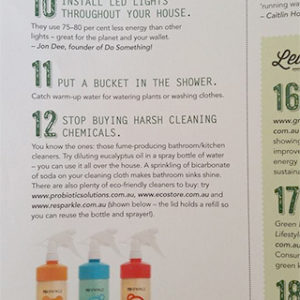 10 INSTALL LED LIGHTS
THROUGHOUT YOUR HOUSE.
They use 75–80 per cent less energy than other
lights – great for the planet and your wallet.
– Jon Dee, founder of Do Something!
11 PUT A BUCKET IN THE SHOWER.
Catch warm-up water for watering plants or washing clothes.
12 STOP BUYING HARSH CLEANING
CHEMICALS.
You know the ones: those fume-producing bathroom/kitchen
cleaners. Try diluting eucalyptus oil in a spray bottle of water
– you can use it all over the house. A sprinkling of bicarbonate
of soda on your cleaning cloth makes bathroom sinks shine.
There are also plenty of eco-friendly cleaners to buy: try
www.probioticsolutions.com.au, www.ecostore.com.au and
www.resparkle.com.au (shown below – the lid holds a refill so
you can reuse the bottle and sprayer!).
'running wa
– Caitlin Ho
Le
16
www.gr
com.au
showing
improve
energy
sustain
17
Green
Lifestyle
com.au
Consum
green k
18